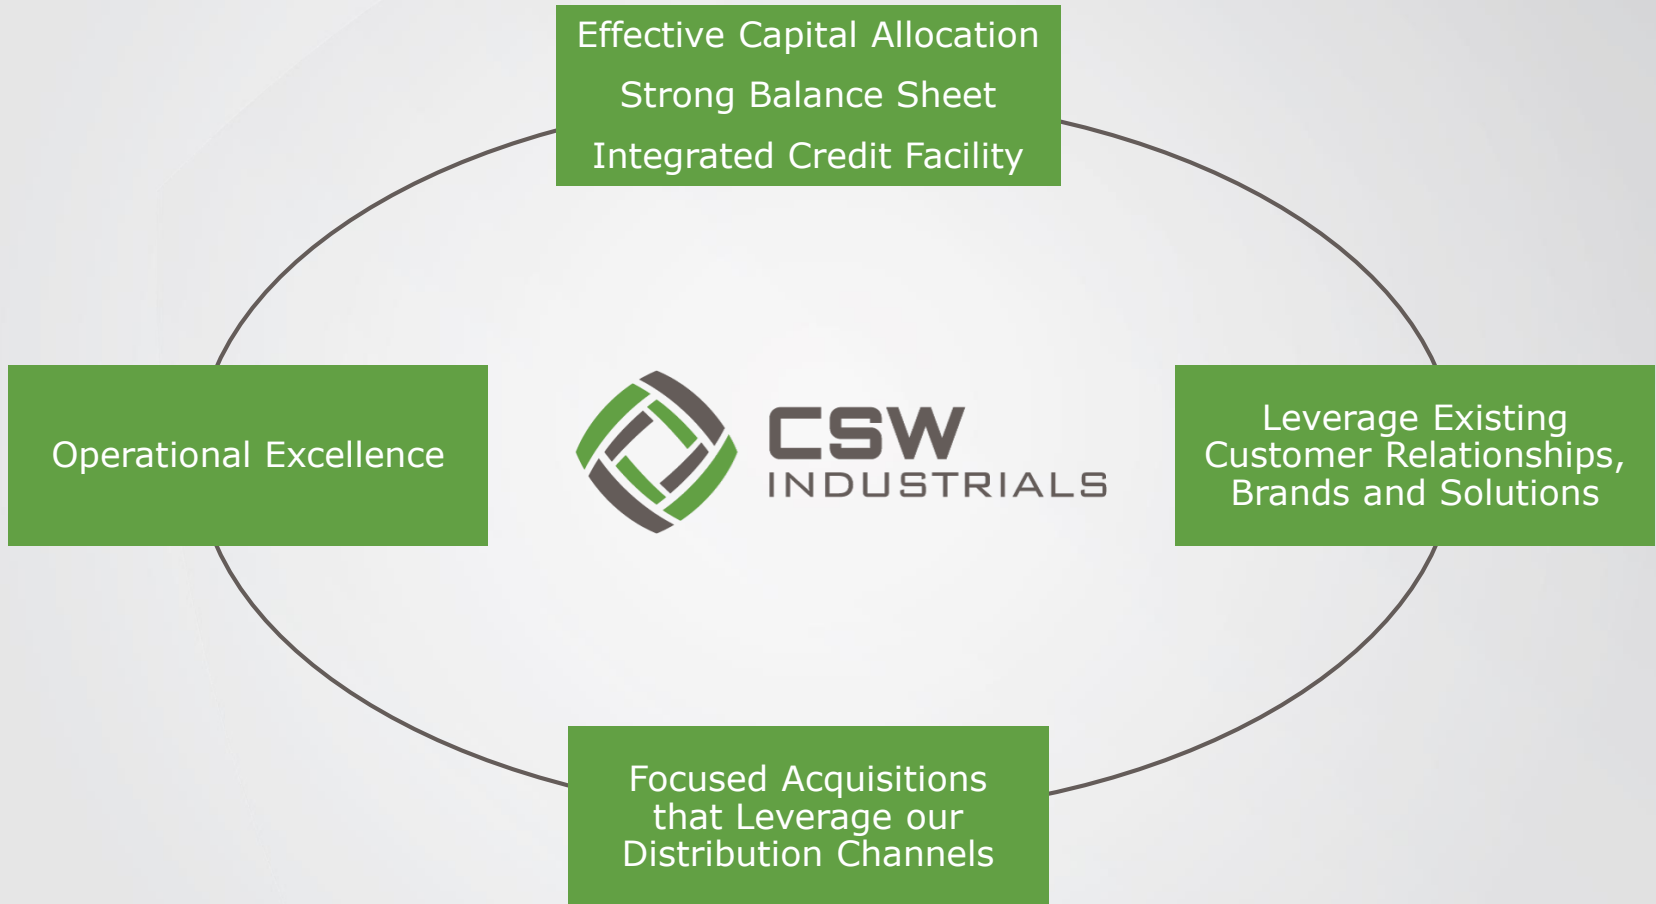 Effective Capital Allocation
Strong Balance Sheet
Integrated Credit Facility
Operational Excellence
CSW
INDUSTRIALS
Leverage Existing
Customer Relationships,
Brands and Solutions
Focused Acquisitions
that Leverage our
Distribution Channels